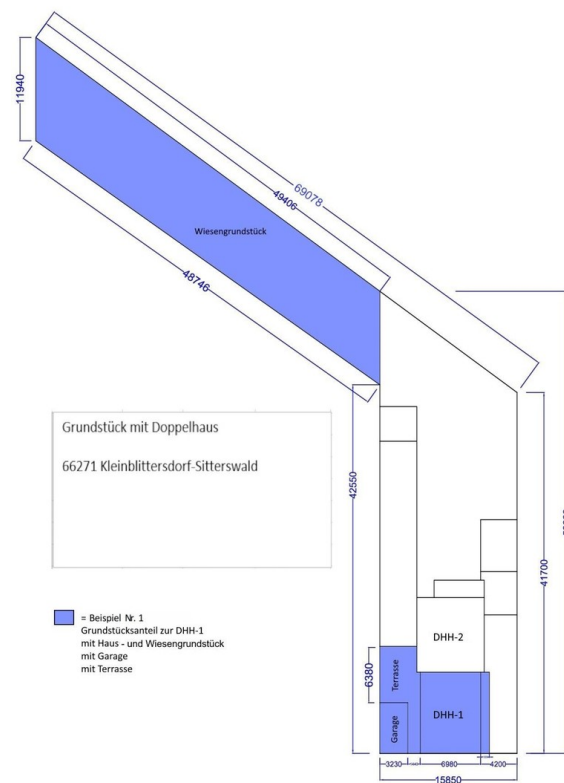 11940
69078
49406
Wiesengrundstück
48746
Grundstück mit Doppelhaus
66271 Kleinblittersdorf-Sitterswald
42550
41700
= Beispiel Nr. 1
Grundstücksanteil zur DHH-1
mit Haus - und Wiesengrundstück
mit Garage
mit Terrasse
DHH-2
6380
Terrasse
Garage
DHH-1
3230
6980
4200
15850